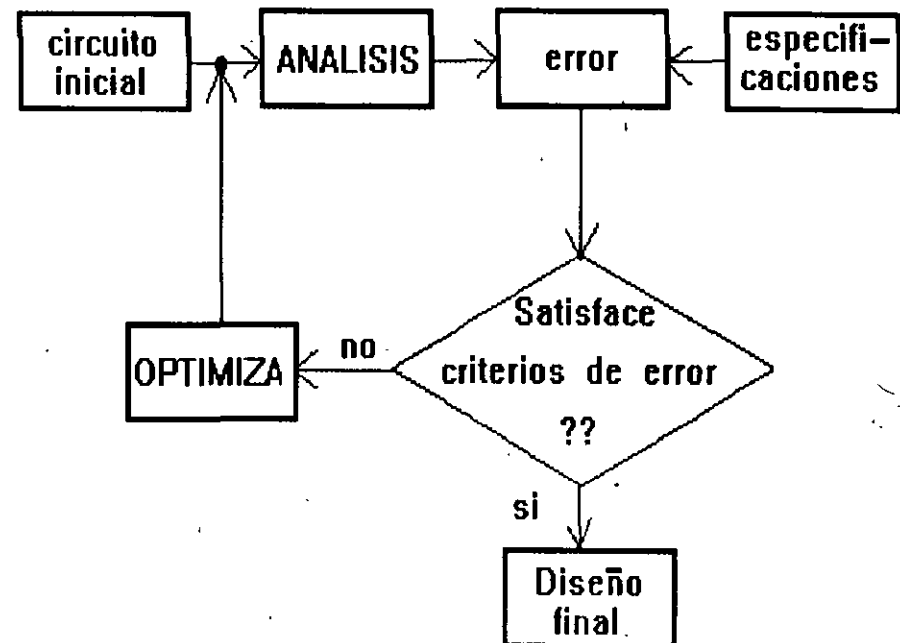 circuito
inicial
ANALISIS
error
especifi-
caciones
Satisface
criterios de error
??
no
OPTIMIZA
si
Diseño
final